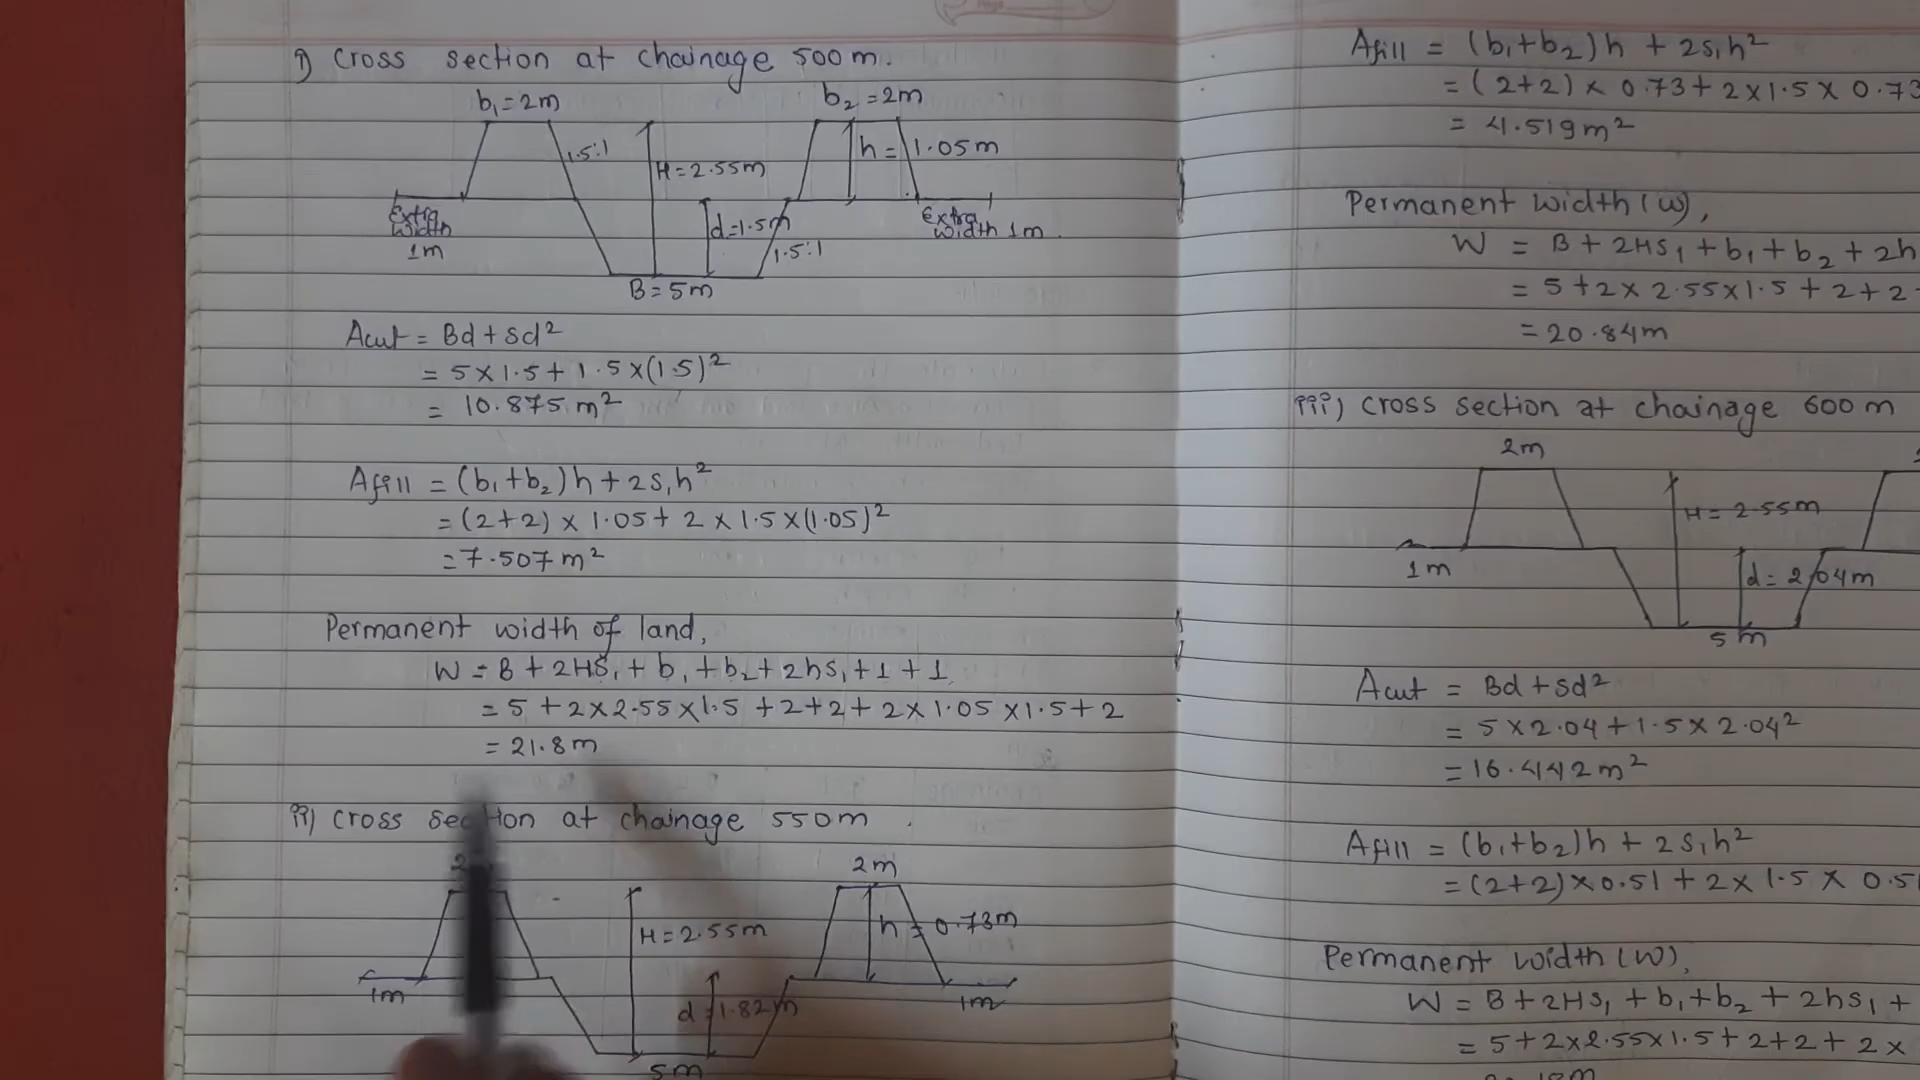 i) Cross section at chainage 500m.
b₁=2m
b₂=2m
1.5:1
H=2.55m
h=1.05m
Extra width 1m
d=1.5m
1.5:1
Extra width 1m.
B=5m
Acut = Bd+sd²
= 5×1.5+1.5×(1.5)²
= 10.875 m²
Afill = (b₁+b₂)h+2s₁h²
=(2+2)×1.05+2×1.5×(1.05)²
=7.507 m²
Permanent width of land,
W = B+2HS₁+b₁+b₂+2hs₁+1+1
=5+2×2.55×1.5+2+2+2×1.05×1.5+2
=21.8m
ii) Cross section at chainage 550m.
2m
H=2.55m
h=0.73m
1m
d=1.82m
1m
5m
Afill = (b₁+b₂)h + 2s₁h²
=(2+2)×0.73+2×1.5×0.73
= 4.519m²
Permanent width(w),
W = B+2HS₁+b₁+b₂+2h
=5+2×2.55×1.5+2+2
=20.84m
iii) Cross section at chainage 600m
2m
H=2.55m
1m
d=2.04m
5m
Acut = Bd+sd²
= 5×2.04+1.5×2.04²
=16.442m²
Afill = (b₁+b₂)h + 2s₁h²
=(2+2)×0.51+2×1.5×0.5
Permanent width(w),
W = B+2HS₁+b₁+b₂+2hs₁+
=5+2×2.55×1.5+2+2+2×